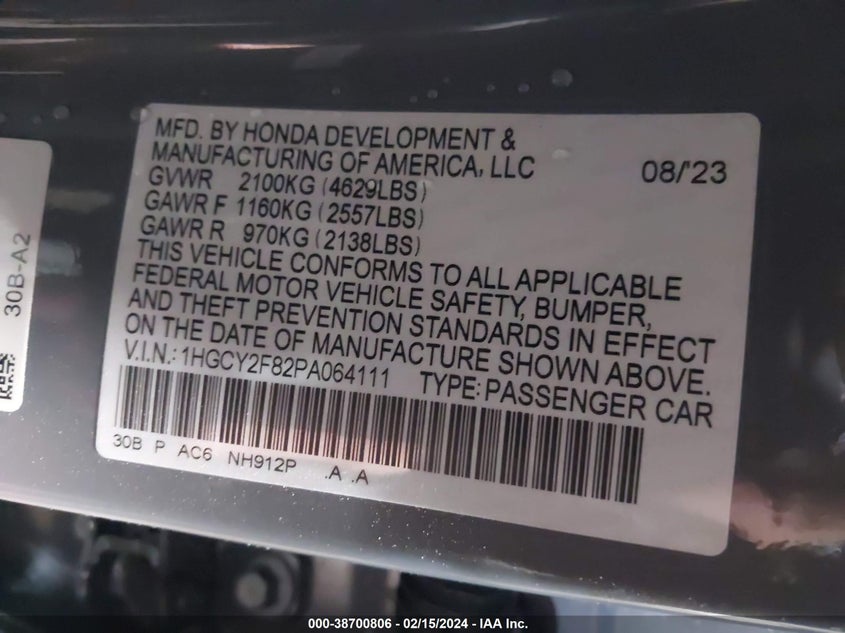 MFD. BY HONDA DEVELOPMENT &
MANUFACTURING OF AMERICA, LLC 08/'23
GVWR 2100KG (4629LBS)
GAWR F 1160KG (2557LBS)
GAWR R 970KG (2138LBS)
THIS VEHICLE CONFORMS TO ALL APPLICABLE
FEDERAL MOTOR VEHICLE SAFETY, BUMPER,
AND THEFT PREVENTION STANDARDS IN EFFECT
ON THE DATE OF MANUFACTURE SHOWN ABOVE.
V.I.N.: 1HGCY2F82PA064111 TYPE: PASSENGER CAR
30B P AC6 NH912P .A .A
30B-A2
000-38700806 - 02/15/2024 - IAA Inc.